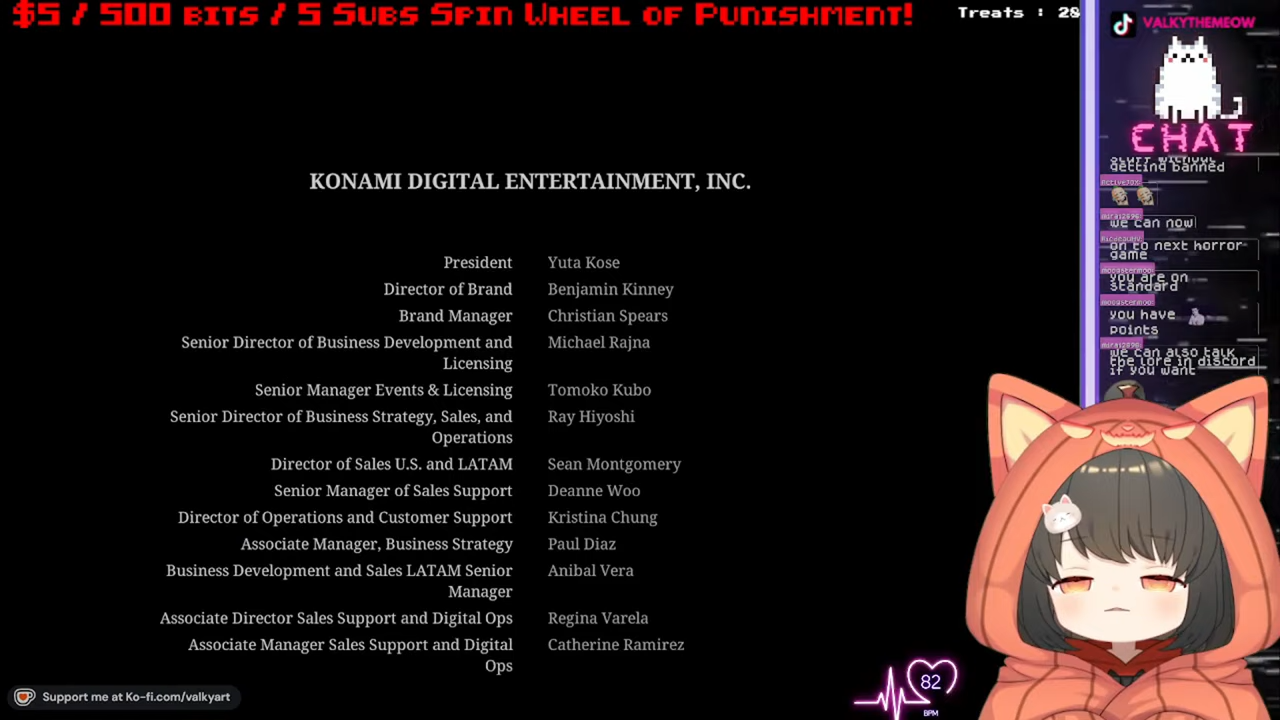 $5 / 500 bits / 5 Subs Spin Wheel of Punishment!
Treats : 28
VALKYTHEMEOW
CHAT
stuff without
getting banned
we can now
on to next horror
game
you are on
standard
you have
points
we can also talk
the lore in discord
if you want
KONAMI DIGITAL ENTERTAINMENT, INC.
President Yuta Kose
Director of Brand Benjamin Kinney
Brand Manager Christian Spears
Senior Director of Business Development and Michael Rajna
Licensing
Senior Manager Events & Licensing Tomoko Kubo
Senior Director of Business Strategy, Sales, and Ray Hiyoshi
Operations
Director of Sales U.S. and LATAM Sean Montgomery
Senior Manager of Sales Support Deanne Woo
Director of Operations and Customer Support Kristina Chung
Associate Manager, Business Strategy Paul Diaz
Business Development and Sales LATAM Senior Anibal Vera
Manager
Associate Director Sales Support and Digital Ops Regina Varela
Associate Manager Sales Support and Digital Catherine Ramirez
Ops
82
BPM
Support me at Ko-fi.com/valkyart